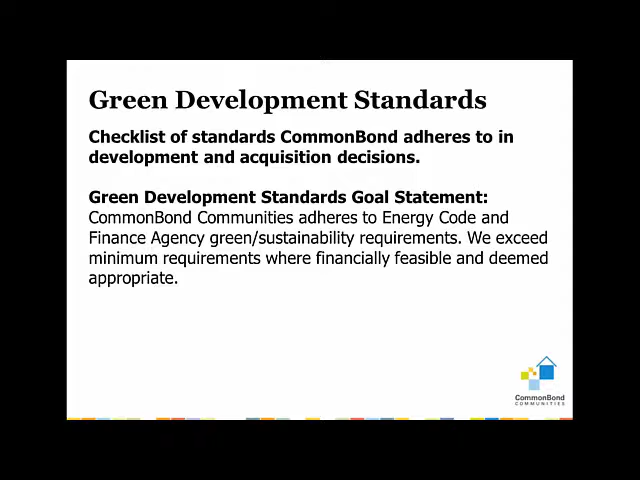 Green Development Standards
Checklist of standards CommonBond adheres to in
development and acquisition decisions.
Green Development Standards Goal Statement:
CommonBond Communities adheres to Energy Code and
Finance Agency green/sustainability requirements. We exceed
minimum requirements where financially feasible and deemed
appropriate.
CommonBond
COMMUNITIES